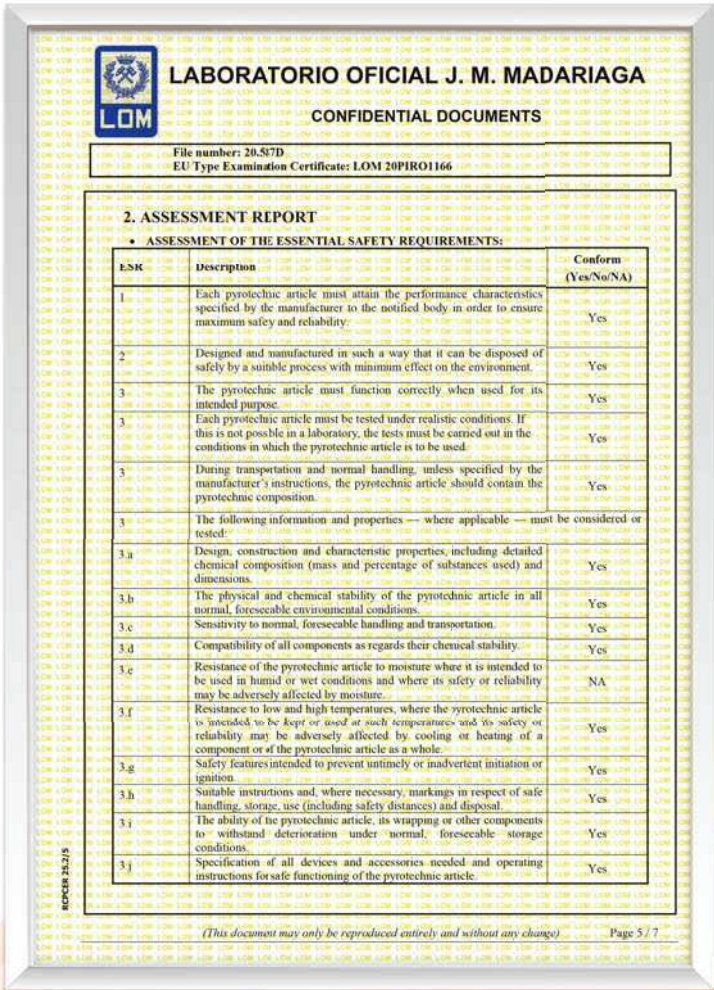 LOM
LABORATORIO OFICIAL J. M. MADARIAGA
CONFIDENTIAL DOCUMENTS
File number: 20.587D
EU Type Examination Certificate: LOM 20PIRO1166
2. ASSESSMENT REPORT
• ASSESSMENT OF THE ESSENTIAL SAFETY REQUIREMENTS:
ESR Description Conform
(Yes/No/NA)
1 Each pyrotechnic article must attain the performance characteristics
specified by the manufacturer to the notified body in order to ensure
maximum safety and reliability. Yes
2 Designed and manufactured in such a way that it can be disposed of
safely by a suitable process with minimum effect on the environment. Yes
3 The pyrotechnic article must function correctly when used for its
intended purpose. Yes
3 Each pyrotechnic article must be tested under realistic conditions. If
this is not possible in a laboratory, the tests must be carried out in the
conditions in which the pyrotechnic article is to be used. Yes
3 During transportation and normal handling, unless specified by the
manufacturer's instructions, the pyrotechnic article should contain the
pyrotechnic composition. Yes
3 The following information and properties — where applicable — must be considered or
tested:
3.a Design, construction and characteristic properties, including detailed
chemical composition (mass and percentage of substances used) and
dimensions. Yes
3.b The physical and chemical stability of the pyrotechnic article in all
normal, foreseeable environmental conditions. Yes
3.c Sensitivity to normal, foreseeable handling and transportation. Yes
3.d Compatibility of all components as regards their chemical stability. Yes
3.e Resistance of the pyrotechnic article to moisture where it is intended to
be used in humid or wet conditions and where its safety or reliability
may be adversely affected by moisture. NA
3.f Resistance to low and high temperatures, where the pyrotechnic article
is intended to be kept or used at such temperatures and its safety or
reliability may be adversely affected by cooling or heating of a
component or of the pyrotechnic article as a whole. Yes
3.g Safety features intended to prevent untimely or inadvertent initiation or
ignition. Yes
3.h Suitable instructions and, where necessary, markings in respect of safe
handling, storage, use (including safety distances) and disposal. Yes
3.i The ability of the pyrotechnic article, its wrapping or other components
to withstand deterioration under normal, foreseeable storage
conditions. Yes
3.j Specification of all devices and accessories needed and operating
instructions for safe functioning of the pyrotechnic article. Yes
RCPCER 25.2/5
(This document may only be reproduced entirely and without any change) Page 5 / 7